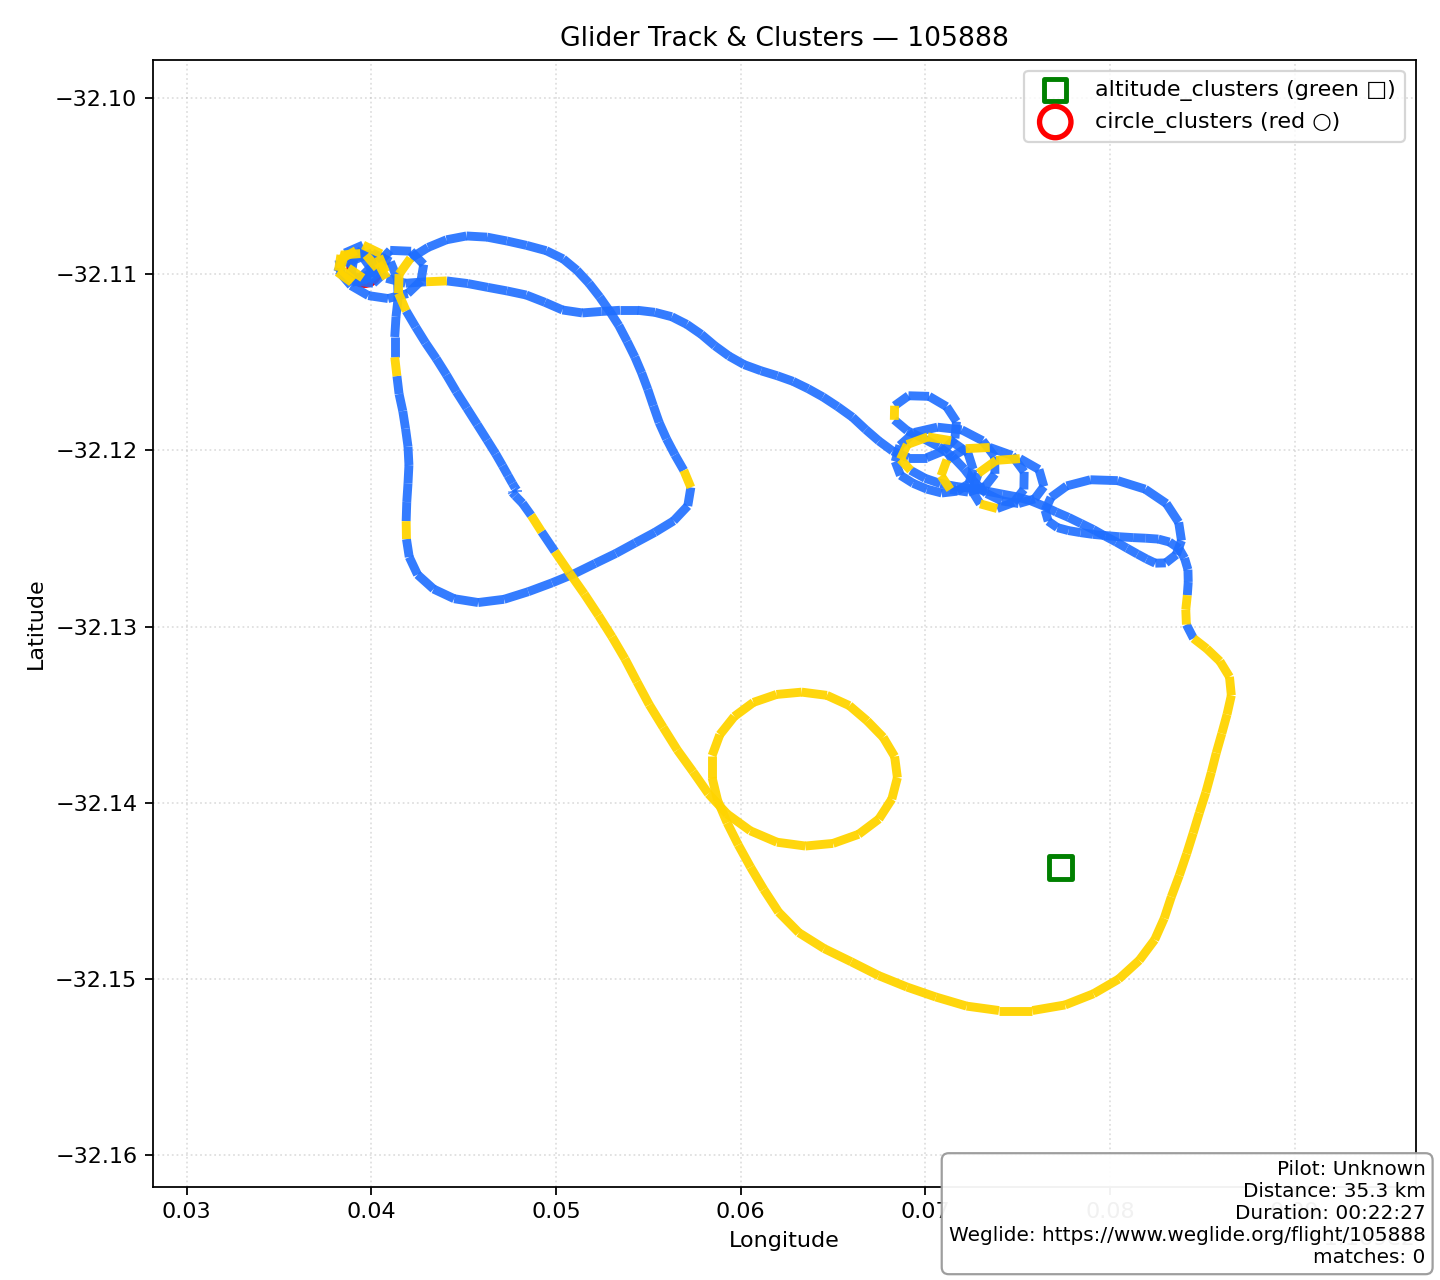 Glider Track & Clusters — 105888
altitude_clusters (green □)
circle_clusters (red ○)
−32.10
−32.11
−32.12
−32.13
−32.14
−32.15
−32.16
Latitude
0.03
0.04
0.05
0.06
0.07
0.08
Longitude
Pilot: Unknown
Distance: 35.3 km
Duration: 00:22:27
Weglide: https://www.weglide.org/flight/105888
matches: 0